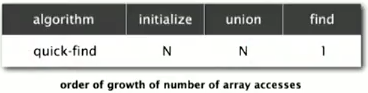 algorithm initialize union find
quick-find N N 1
order of growth of number of array accesses